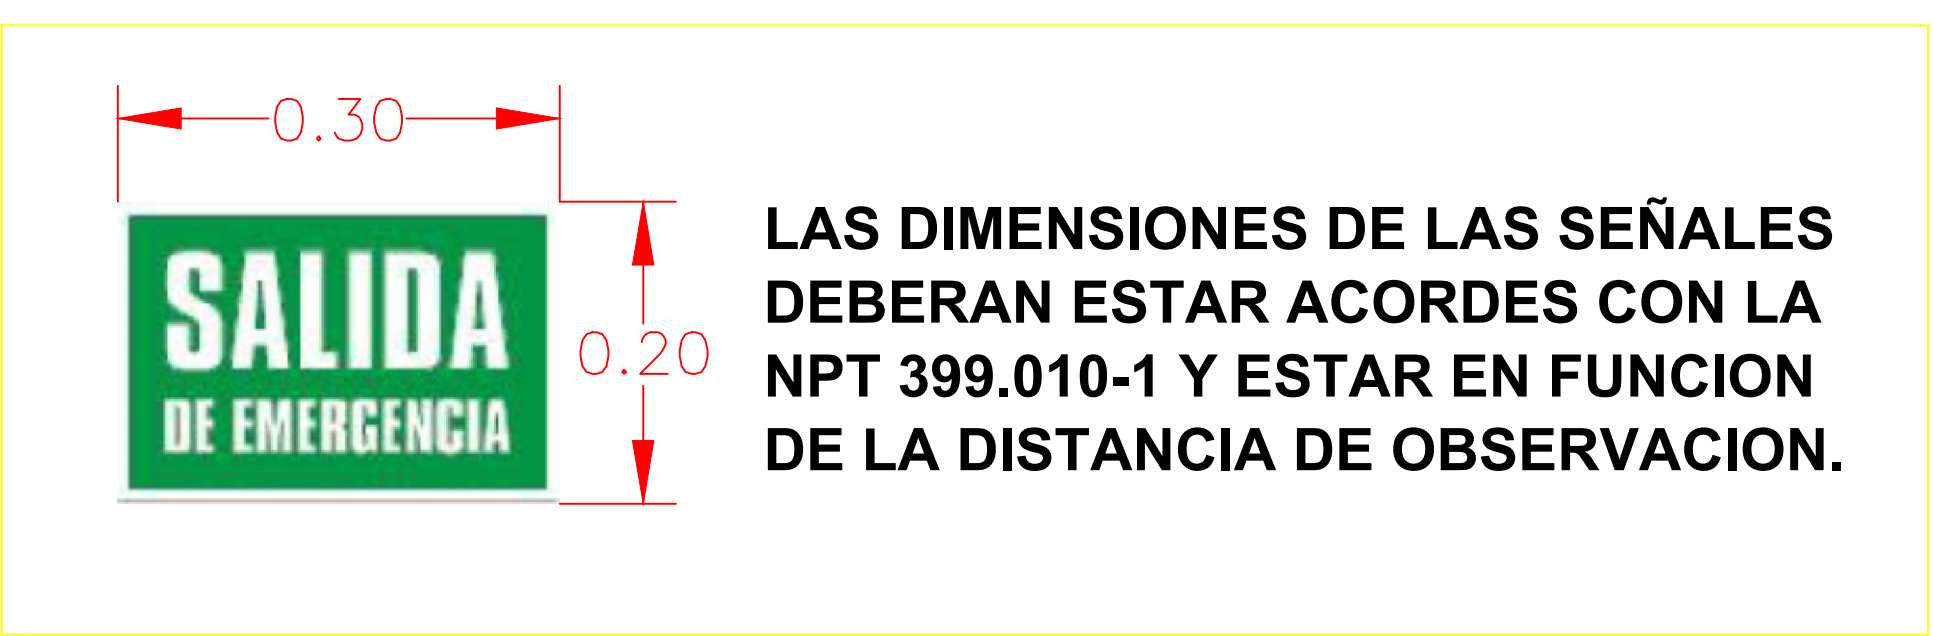 0.30
SALIDA
DE EMERGENCIA
0.20
LAS DIMENSIONES DE LAS SEÑALES
DEBERAN ESTAR ACORDES CON LA
NPT 399.010-1 Y ESTAR EN FUNCION
DE LA DISTANCIA DE OBSERVACION.